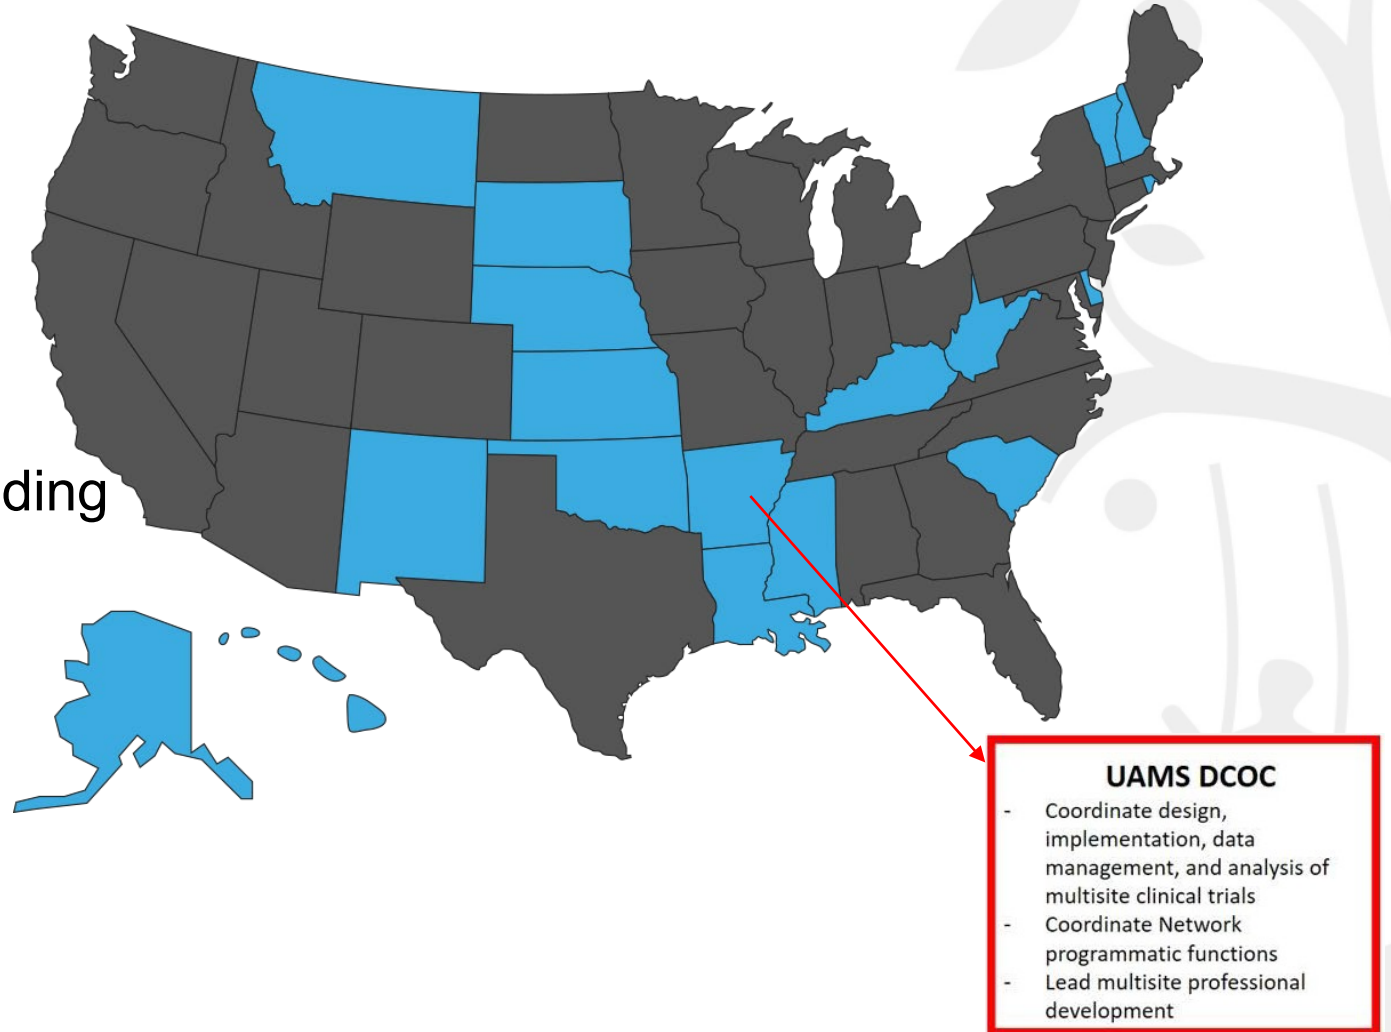 ding
UAMS DCOC
- Coordinate design,
implementation, data
management, and analysis of
multisite clinical trials
- Coordinate Network
programmatic functions
- Lead multisite professional
development